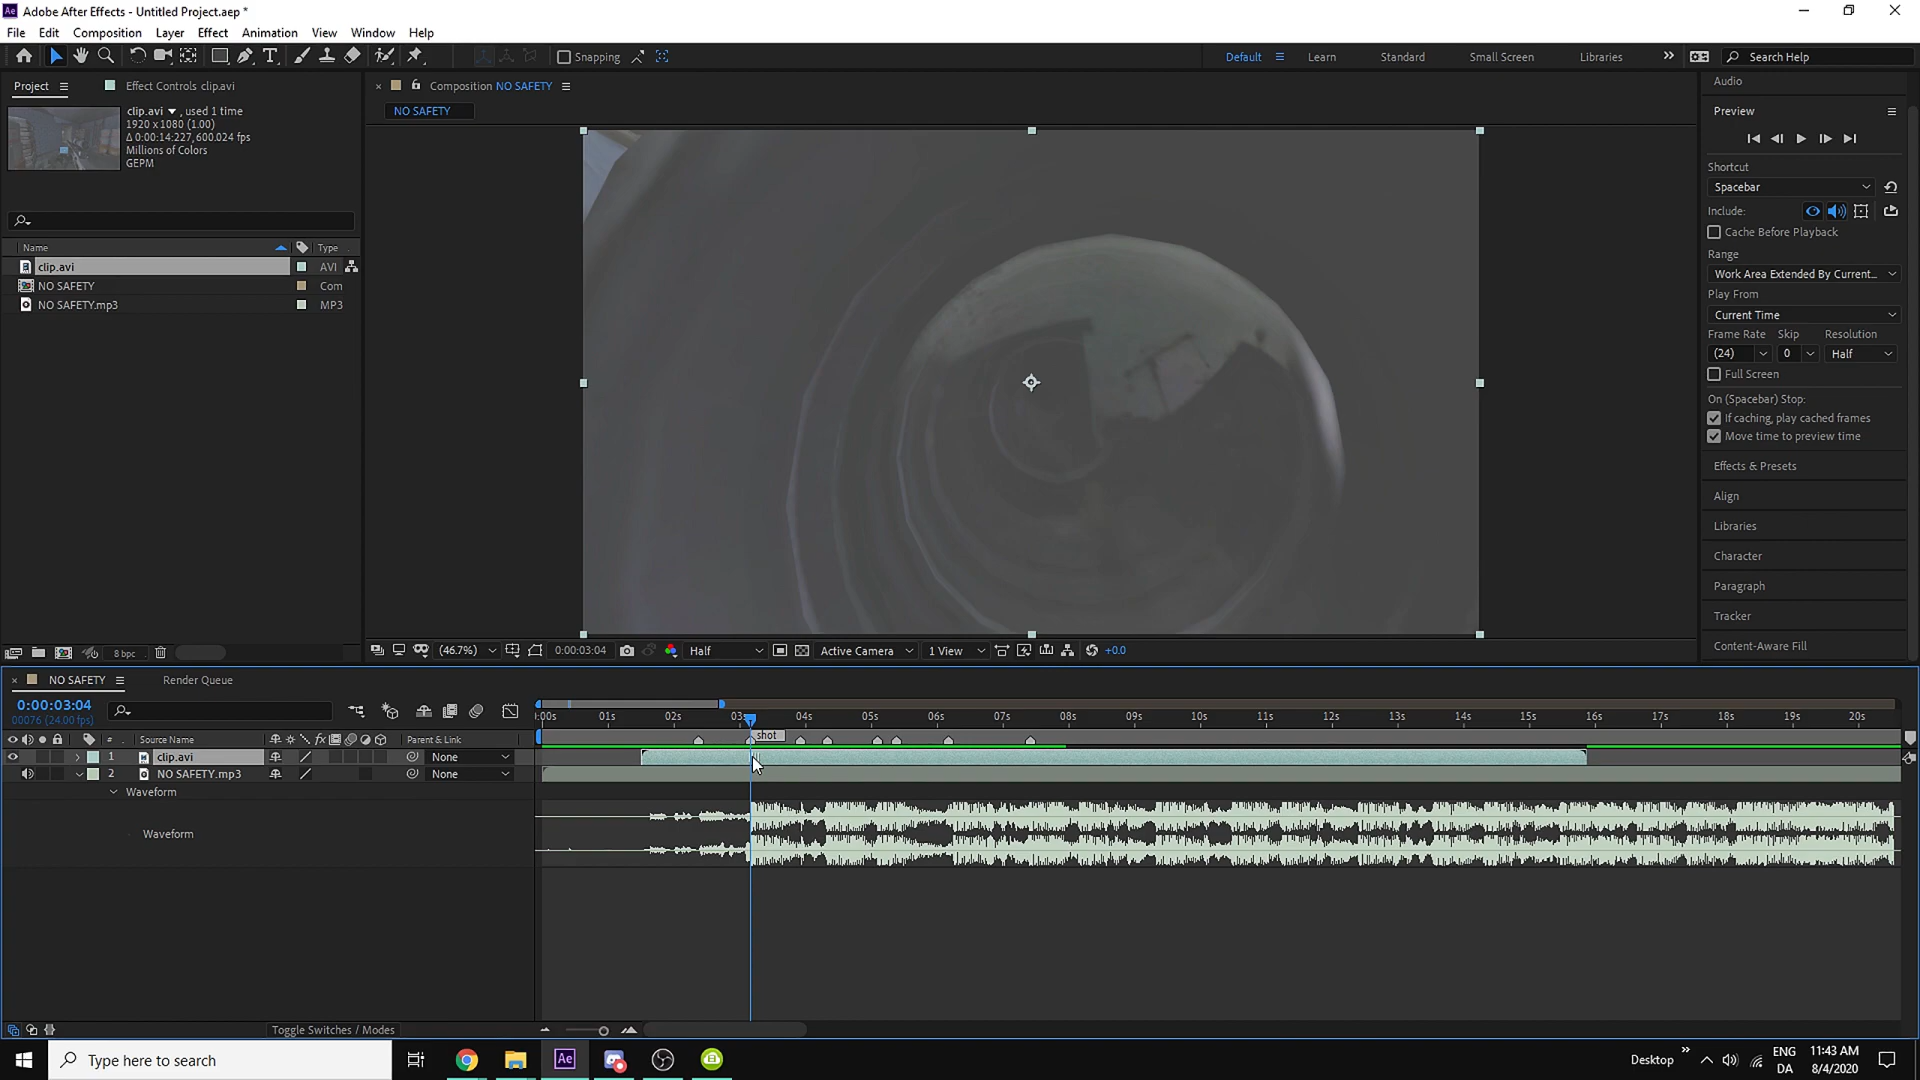 Adobe After Effects - Untitled Project.aep *
File Edit Composition Layer Effect Animation View Window Help
Snapping
Default Learn Standard Small Screen Libraries Search Help
Project Effect Controls clip.avi
clip.avi , used 1 time
1920 x 1080 (1.00)
Δ 0:00:14:227, 600.024 fps
Millions of Colors
GEPM
Name Type
clip.avi AVI
NO SAFETY Com
NO SAFETY.mp3 MP3
8 bpc
Composition NO SAFETY
NO SAFETY
(46.7%) 0:00:03:04 Half Active Camera 1 View +0.0
Audio
Preview
Shortcut
Spacebar
Include:
Cache Before Playback
Range
Work Area Extended By Current...
Play From
Current Time
Frame Rate Skip Resolution
(24) 0 Half
Full Screen
On (Spacebar) Stop:
If caching, play cached frames
Move time to preview time
Effects & Presets
Align
Libraries
Character
Paragraph
Tracker
Content-Aware Fill
NO SAFETY Render Queue
0:00:03:04
00076 (24.00 fps)
:00s 01s 02s 03s 04s 05s 06s 07s 08s 09s 10s 11s 12s 13s 14s 15s 16s 17s 18s 19s 20s
# Source Name fx Parent & Link
shot
1 clip.avi None
2 NO SAFETY.mp3 None
Waveform
Waveform
Toggle Switches / Modes
Type here to search
Ae
Desktop
ENG
DA
11:43 AM
8/4/2020